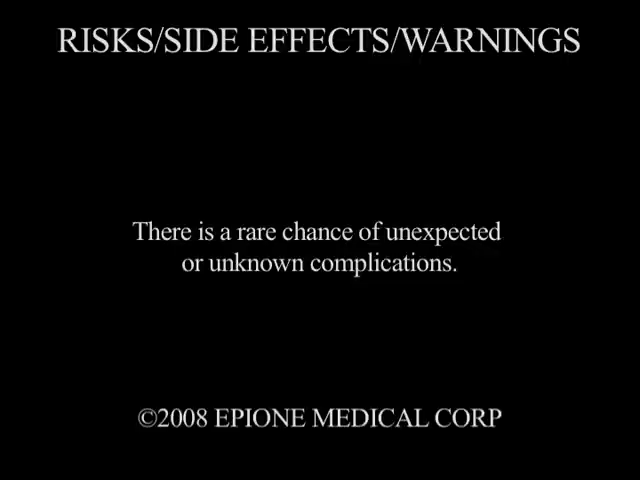 RISKS/SIDE EFFECTS/WARNINGS
There is a rare chance of unexpected
or unknown complications.
©2008 EPIONE MEDICAL CORP